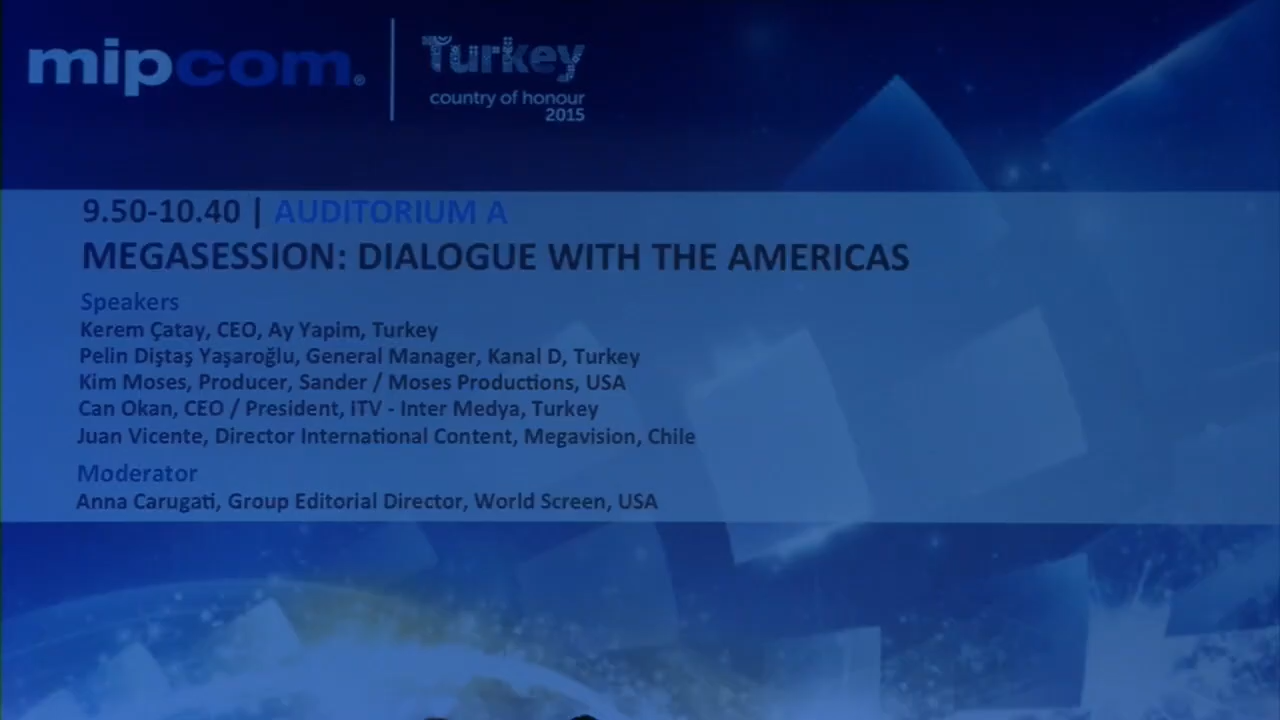 mipcom®
Turkey
country of honour
2015
9.50-10.40 | AUDITORIUM A
MEGASESSION: DIALOGUE WITH THE AMERICAS
Speakers
Kerem Çatay, CEO, Ay Yapim, Turkey
Pelin Diştaş Yaşaroğlu, General Manager, Kanal D, Turkey
Kim Moses, Producer, Sander / Moses Productions, USA
Can Okan, CEO / President, ITV - Inter Medya, Turkey
Juan Vicente, Director International Content, Megavision, Chile
Moderator
Anna Carugati, Group Editorial Director, World Screen, USA